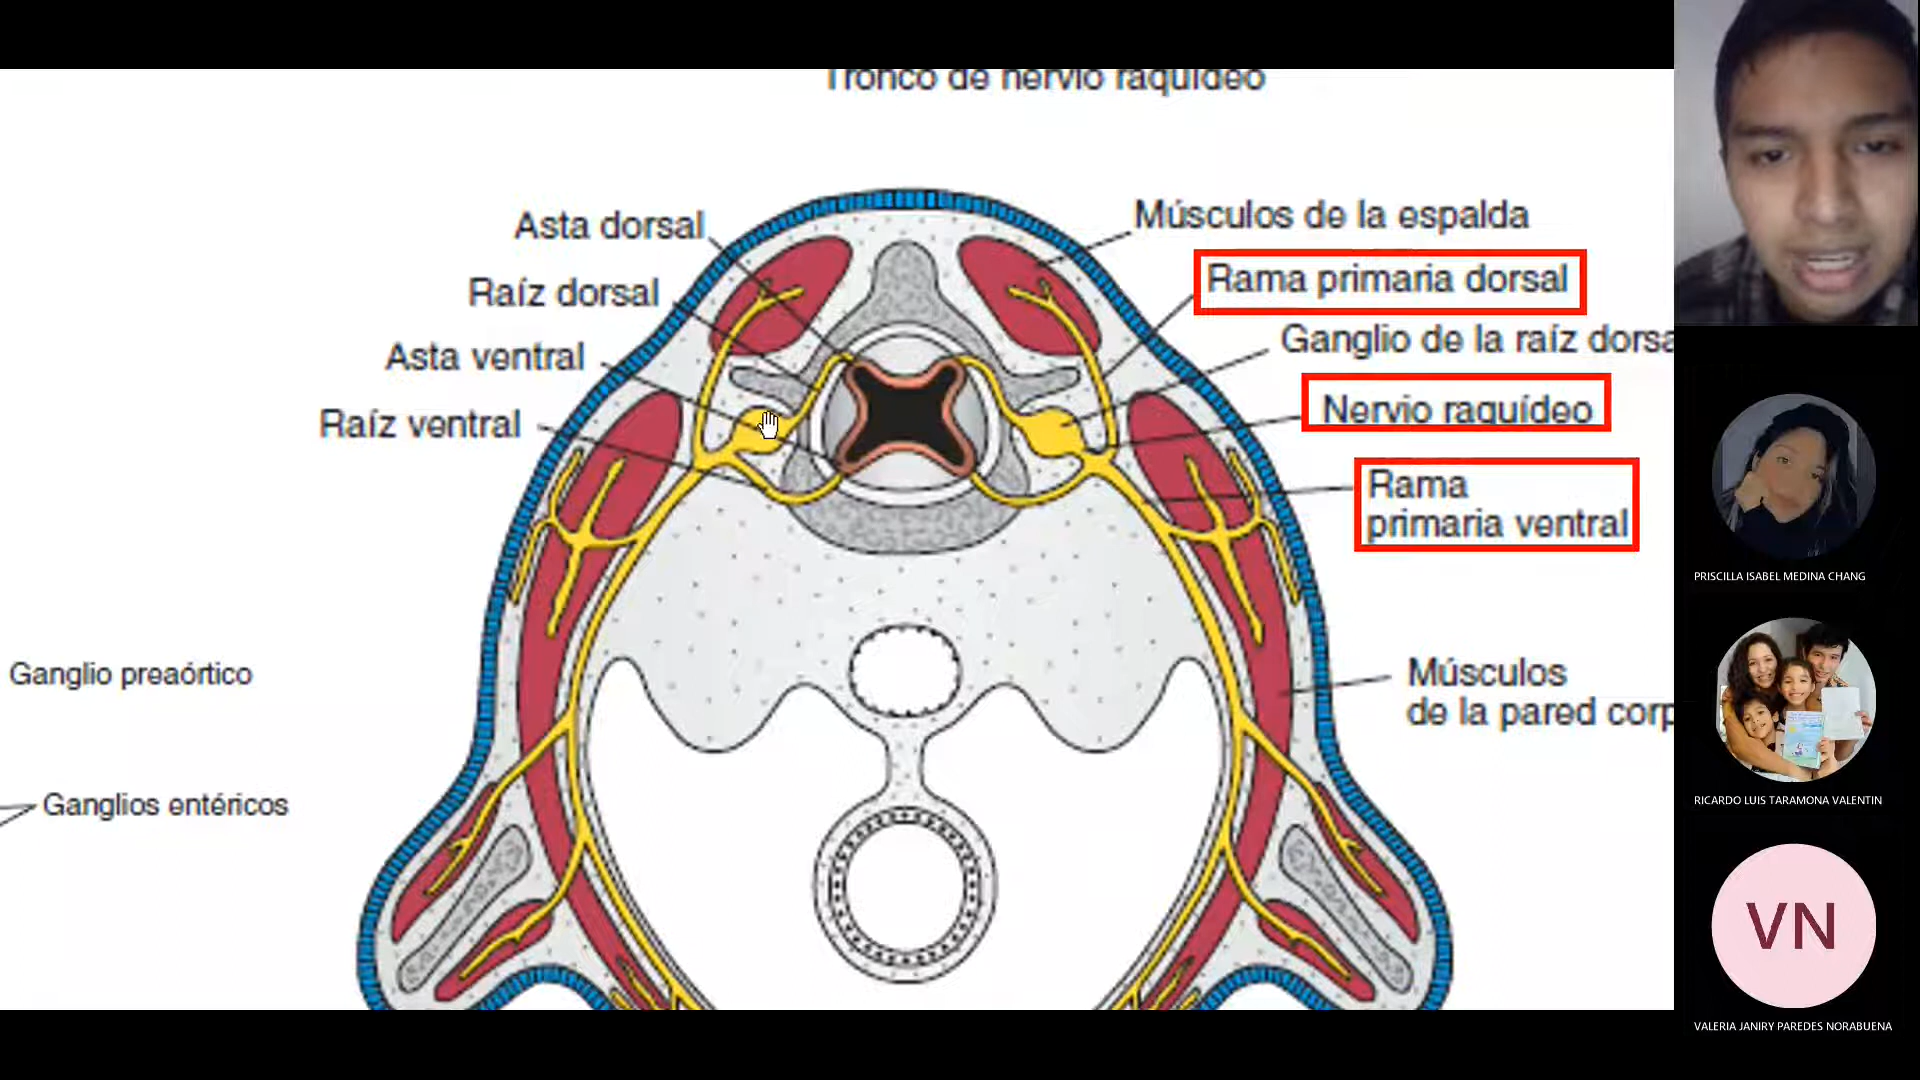 Tronco de nervio raquídeo
Asta dorsal
Raíz dorsal
Asta ventral
Raíz ventral
Músculos de la espalda
Rama primaria dorsal
Ganglio de la raíz dorsa
Nervio raquídeo
Rama
primaria ventral
Músculos
de la pared corp
Ganglio preaórtico
Ganglios entéricos
PRISCILLA ISABEL MEDINA CHANG
RICARDO LUIS TARAMONA VALENTIN
VN
VALERIA JANIRY PAREDES NORABUENA